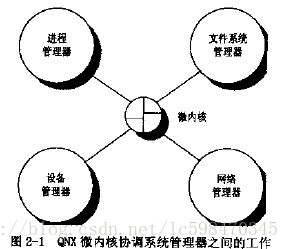 进程
管理器
文件系统
管理器
微内核
设备
管理器
网络
管理器
图 2-1 QNX 微内核协调系统管理器之间的工作